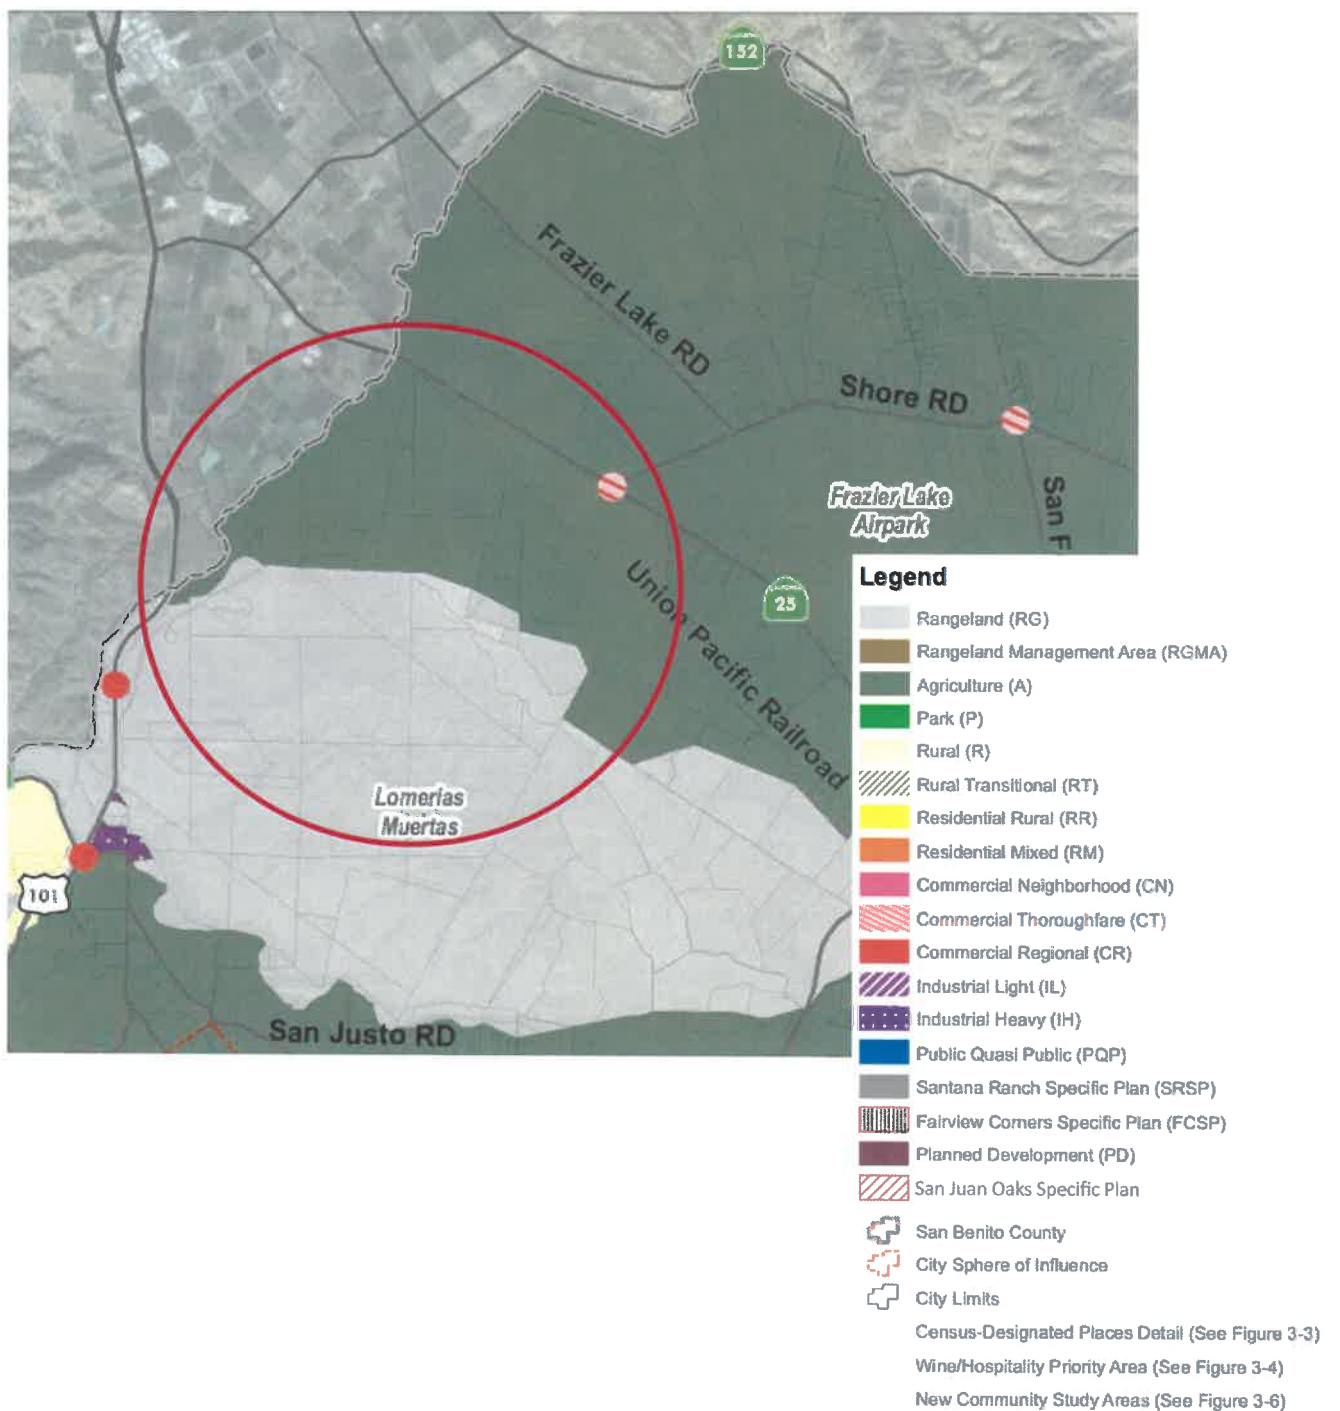 152
Frazier Lake RD
Shore RD
Frazier Lake
Airpark
San F
Union Pacific Railroad
25
Lomerias
Muertas
101
San Justo RD
Legend
Rangeland (RG)
Rangeland Management Area (RGMA)
Agriculture (A)
Park (P)
Rural (R)
Rural Transitional (RT)
Residential Rural (RR)
Residential Mixed (RM)
Commercial Neighborhood (CN)
Commercial Thoroughfare (CT)
Commercial Regional (CR)
Industrial Light (IL)
Industrial Heavy (IH)
Public Quasi Public (PQP)
Santana Ranch Specific Plan (SRSP)
Fairview Corners Specific Plan (FCSP)
Planned Development (PD)
San Juan Oaks Specific Plan
San Benito County
City Sphere of Influence
City Limits
Census-Designated Places Detail (See Figure 3-3)
Wine/Hospitality Priority Area (See Figure 3-4)
New Community Study Areas (See Figure 3-6)